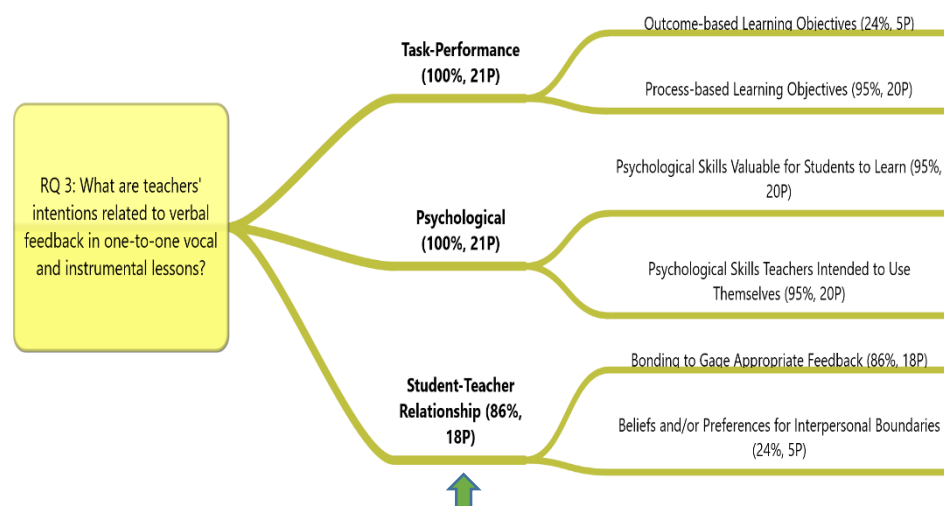 RQ 3: What are teachers'
intentions related to verbal
feedback in one-to-one vocal
and instrumental lessons?
Task-Performance
(100%, 21P)
Outcome-based Learning Objectives (24%, 5P)
Process-based Learning Objectives (95%, 20P)
Psychological
(100%, 21P)
Psychological Skills Valuable for Students to Learn (95%,
20P)
Psychological Skills Teachers Intended to Use
Themselves (95%, 20P)
Student-Teacher
Relationship (86%,
18P)
Bonding to Gage Appropriate Feedback (86%, 18P)
Beliefs and/or Preferences for Interpersonal Boundaries
(24%, 5P)